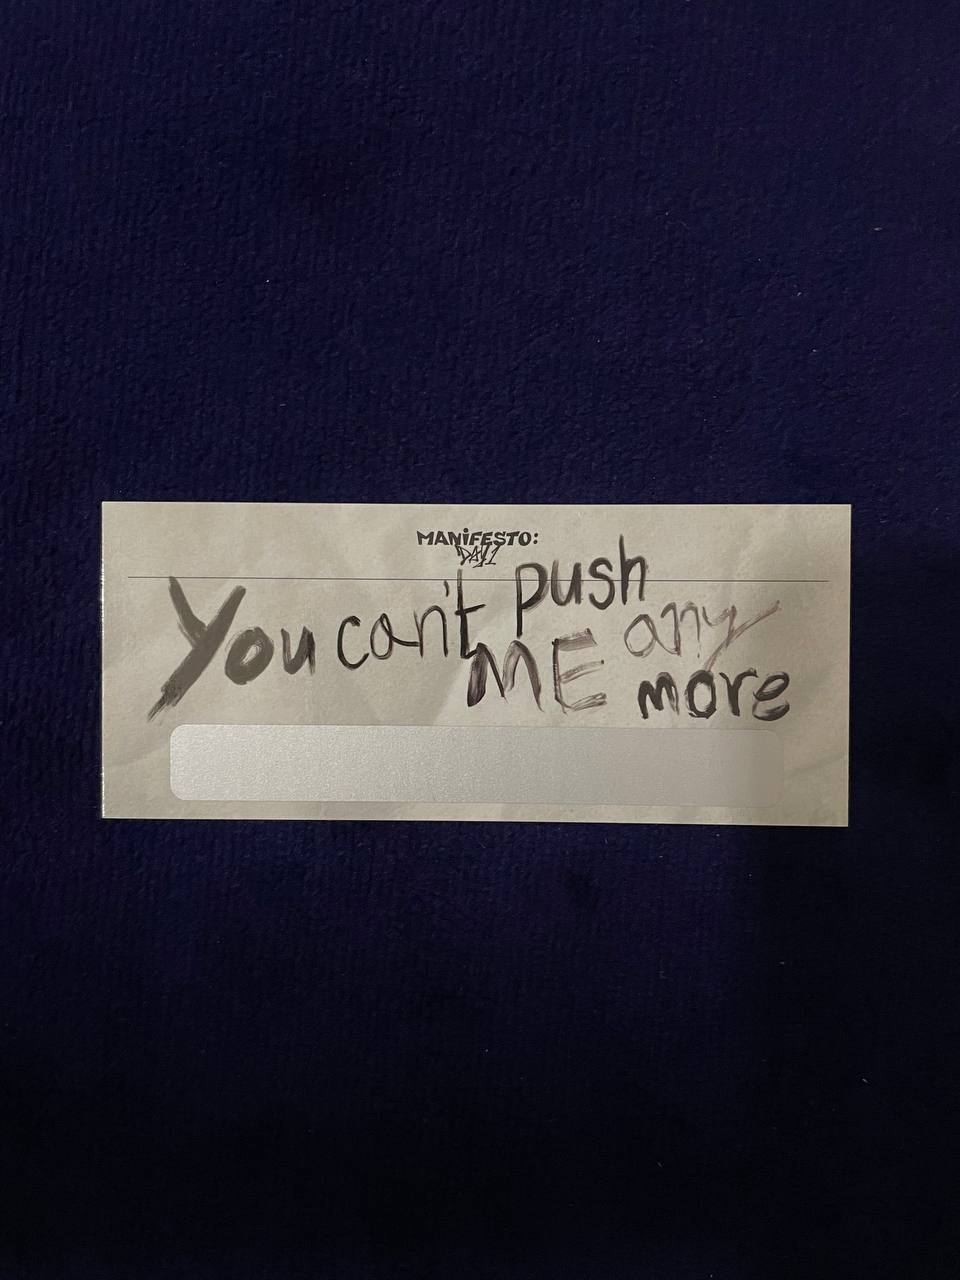 MANiFESTO:
DAY 1
You can't push
ME any
more